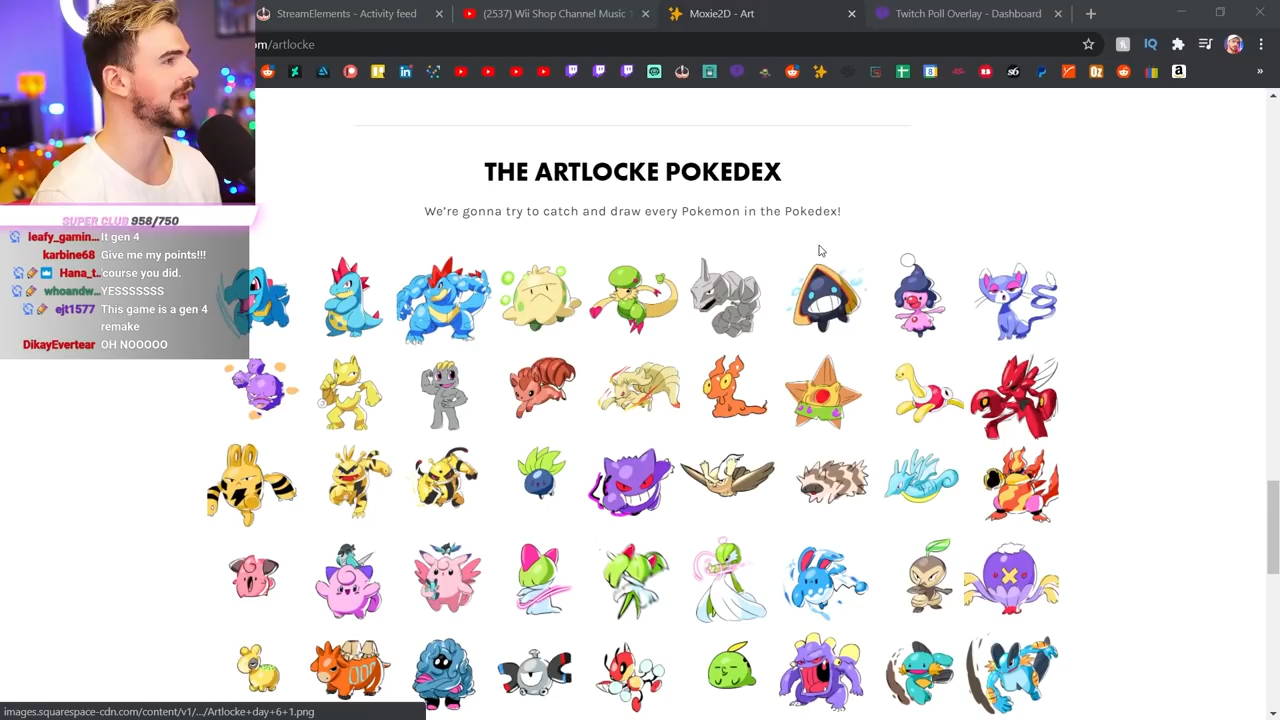 StreamElements - Activity feed
(2537) Wii Shop Channel Music
Moxie2D - Art
Twitch Poll Overlay - Dashboard
om/artlocke
THE ARTLOCKE POKEDEX
We're gonna try to catch and draw every Pokemon in the Pokedex!
SUPER CLUB 958/750
leafy_gamin... It gen 4
karbine68 Give me my points!!!
Hana_t.. 'course you did.
whoandw... YESSSSSSS
ejt1577 This game is a gen 4
remake
DikayEvertear OH NOOOOO
images.squarespace-cdn.com/content/v1/.../Artlocke+day+6+1.png